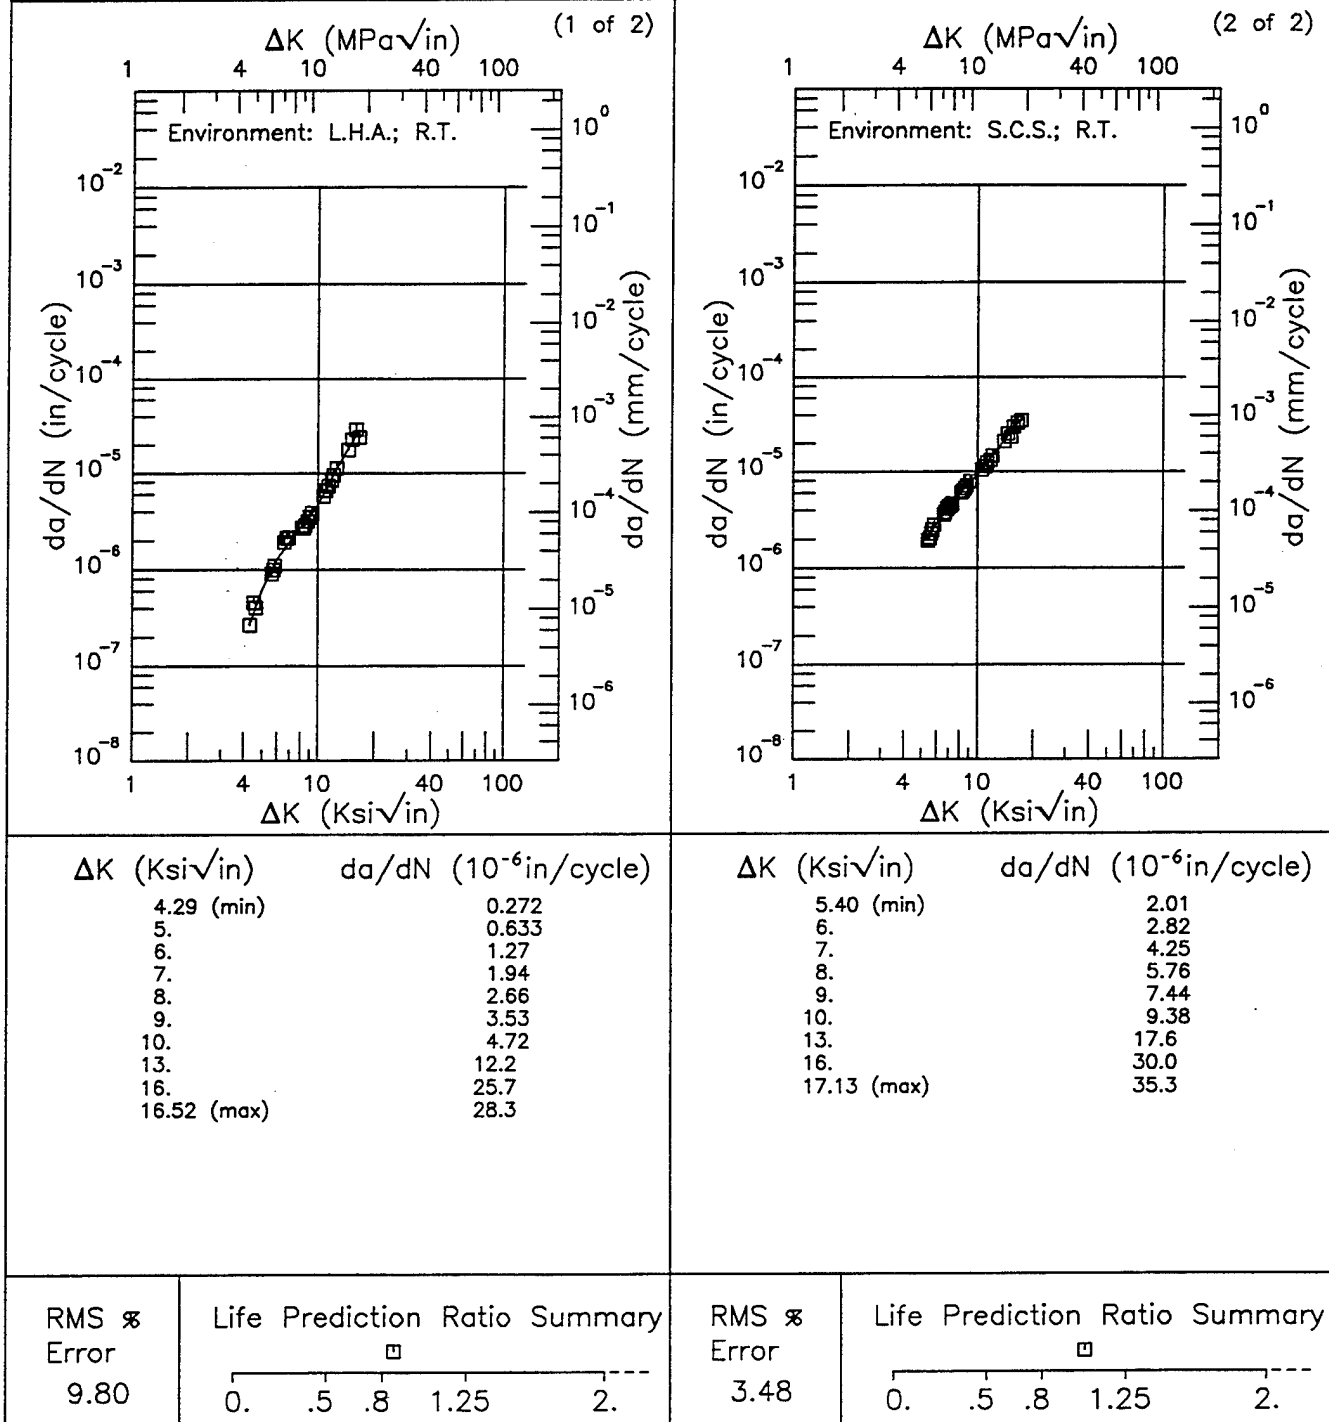 (1 of 2)
ΔK (MPa√in)
1 4 10 40 100
Environment: L.H.A.; R.T.
da/dN (in/cycle)
10⁻²
10⁻³
10⁻⁴
10⁻⁵
10⁻⁶
10⁻⁷
10⁻⁸
10⁰
10⁻¹
10⁻²
10⁻³
10⁻⁴
10⁻⁵
10⁻⁶
da/dN (mm/cycle)
1 4 10 40 100
ΔK (Ksi√in)
ΔK (Ksi√in) da/dN (10⁻⁶in/cycle)
4.29 (min) 0.272
5. 0.633
6. 1.27
7. 1.94
8. 2.66
9. 3.53
10. 4.72
13. 12.2
16. 25.7
16.52 (max) 28.3
RMS %
Error
9.80
Life Prediction Ratio Summary
0. .5 .8 1.25 2.
(2 of 2)
ΔK (MPa√in)
1 4 10 40 100
Environment: S.C.S.; R.T.
da/dN (in/cycle)
10⁻²
10⁻³
10⁻⁴
10⁻⁵
10⁻⁶
10⁻⁷
10⁻⁸
10⁰
10⁻¹
10⁻²
10⁻³
10⁻⁴
10⁻⁵
10⁻⁶
da/dN (mm/cycle)
1 4 10 40 100
ΔK (Ksi√in)
ΔK (Ksi√in) da/dN (10⁻⁶in/cycle)
5.40 (min) 2.01
6. 2.82
7. 4.25
8. 5.76
9. 7.44
10. 9.38
13. 17.6
16. 30.0
17.13 (max) 35.3
RMS %
Error
3.48
Life Prediction Ratio Summary
0. .5 .8 1.25 2.